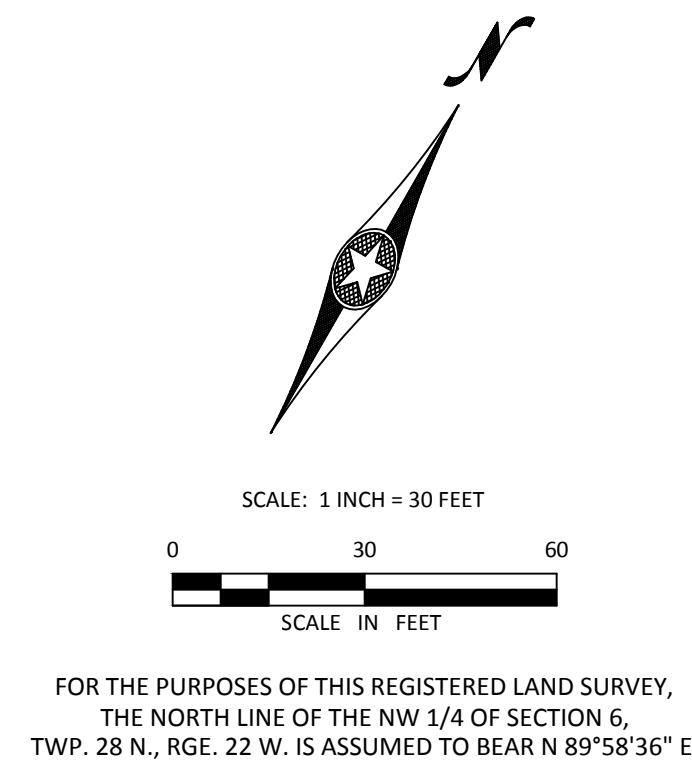 N
SCALE: 1 INCH = 30 FEET
0 30 60
SCALE IN FEET
FOR THE PURPOSES OF THIS REGISTERED LAND SURVEY,
THE NORTH LINE OF THE NW 1/4 OF SECTION 6,
TWP. 28 N., RGE. 22 W. IS ASSUMED TO BEAR N 89°58'36" E